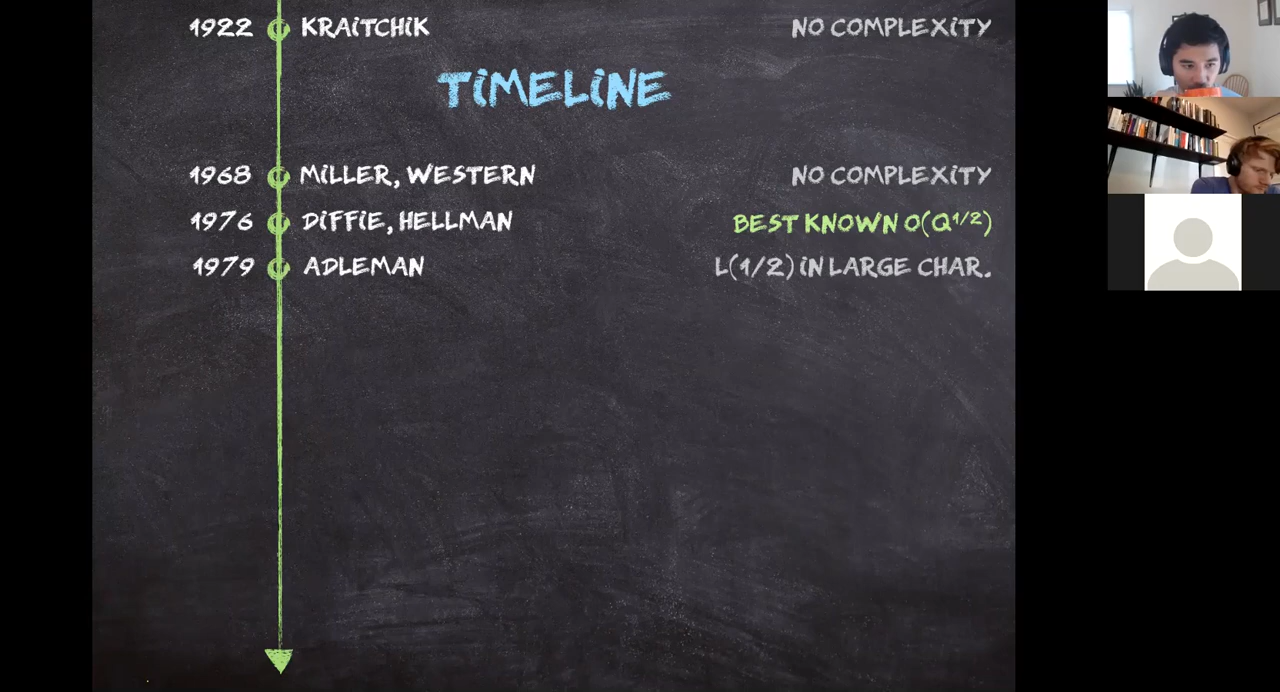 1922 KRAITCHIK NO COMPLEXITY
TIMELINE
1968 MILLER, WESTERN NO COMPLEXITY
1976 DIFFIE, HELLMAN BEST KNOWN O(Q^1/2)
1979 ADLEMAN L(1/2) IN LARGE CHAR.